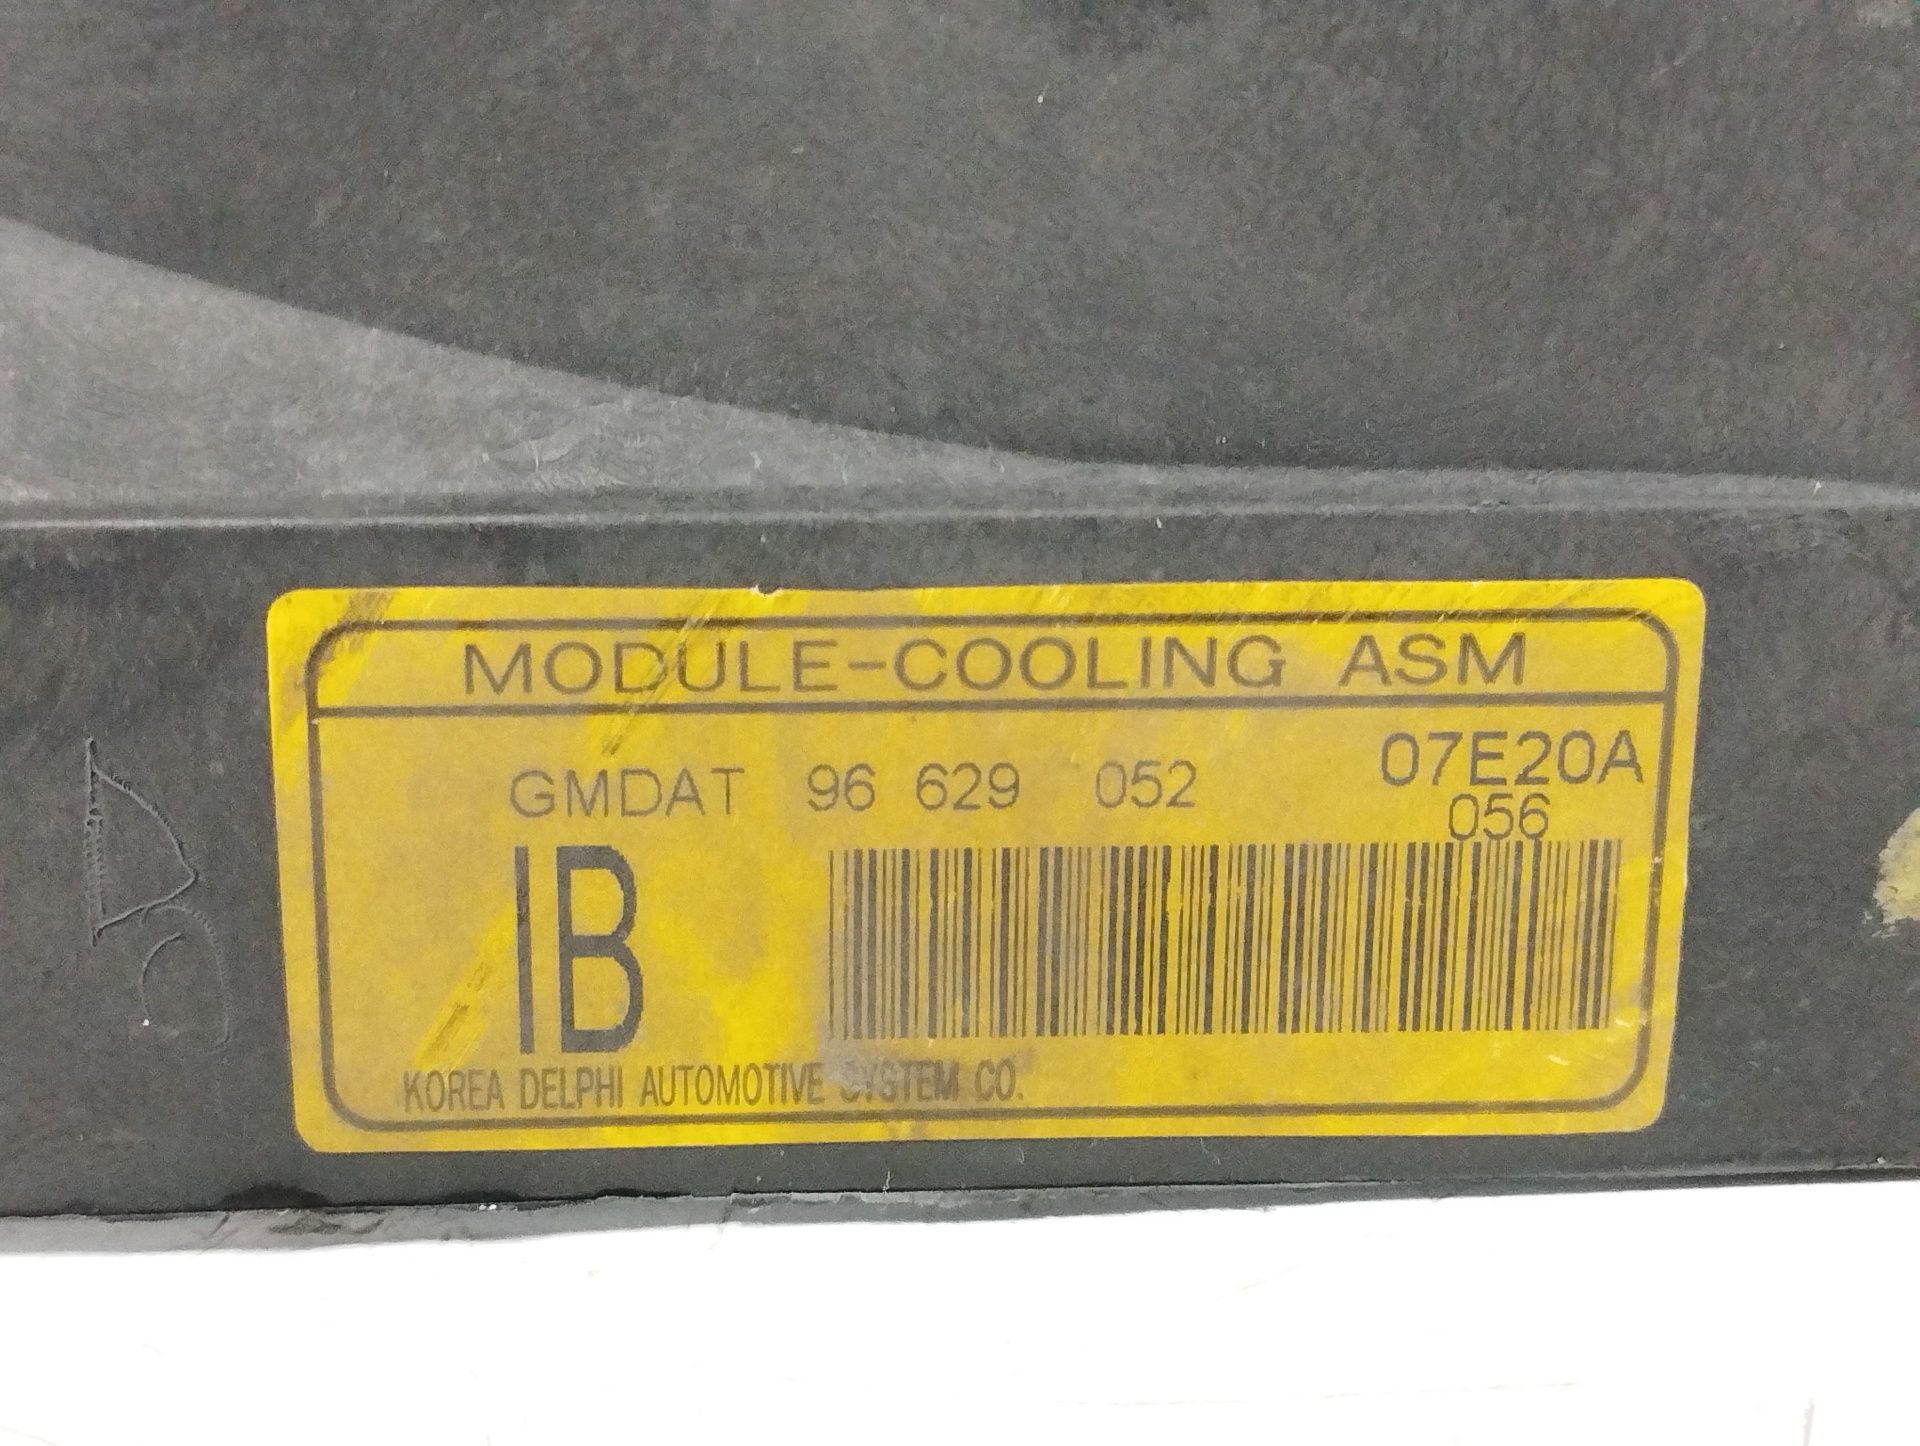 MODULE-COOLING ASM
GMDAT 96 629 052 07E20A
056
IB
KOREA DELPHI AUTOMOTIVE SYSTEM CO.